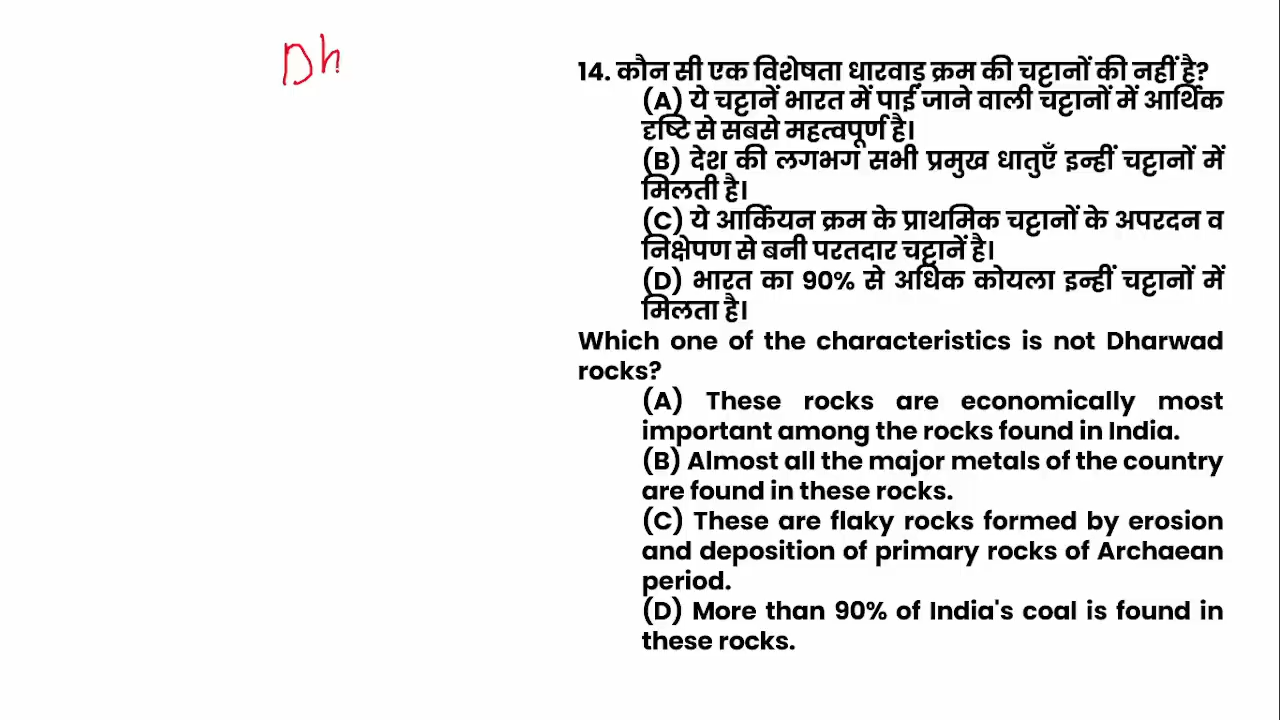 Dh
14. कौन सी एक विशेषता धारवाड़ क्रम की चट्टानों की नहीं है?
(A) ये चट्टानें भारत में पाई जाने वाली चट्टानों में आर्थिक
दृष्टि से सबसे महत्वपूर्ण है।
(B) देश की लगभग सभी प्रमुख धातुएँ इन्हीं चट्टानों में
मिलती है।
(C) ये आर्कियन क्रम के प्राथमिक चट्टानों के अपरदन व
निक्षेपण से बनी परतदार चट्टानें है।
(D) भारत का 90% से अधिक कोयला इन्हीं चट्टानों में
मिलता है।
Which one of the characteristics is not Dharwad
rocks?
(A) These rocks are economically most
important among the rocks found in India.
(B) Almost all the major metals of the country
are found in these rocks.
(C) These are flaky rocks formed by erosion
and deposition of primary rocks of Archaean
period.
(D) More than 90% of India's coal is found in
these rocks.